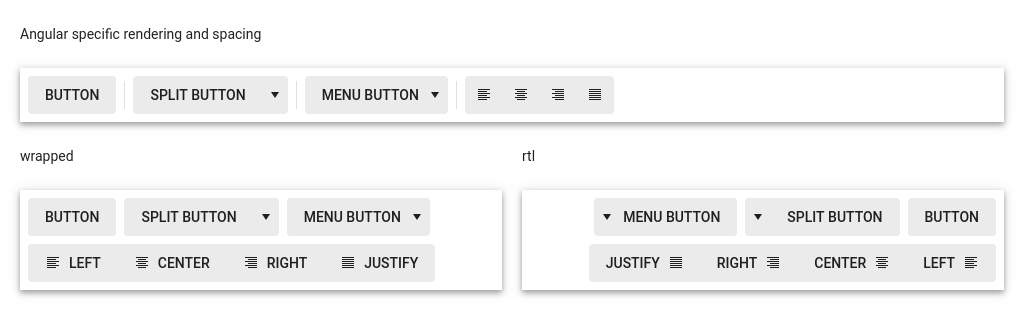 Angular specific rendering and spacing
BUTTON SPLIT BUTTON MENU BUTTON
wrapped
BUTTON SPLIT BUTTON MENU BUTTON
LEFT CENTER RIGHT JUSTIFY
rtl
MENU BUTTON SPLIT BUTTON BUTTON
JUSTIFY RIGHT CENTER LEFT